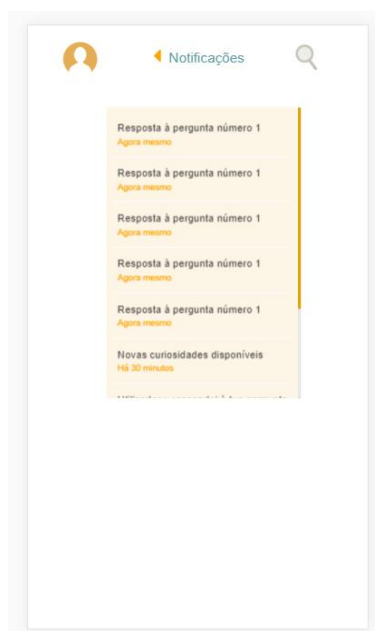 Notificações
Resposta à pergunta número 1
Agora mesmo
Resposta à pergunta número 1
Agora mesmo
Resposta à pergunta número 1
Agora mesmo
Resposta à pergunta número 1
Agora mesmo
Resposta à pergunta número 1
Agora mesmo
Novas curiosidades disponíveis
Há 30 minutos